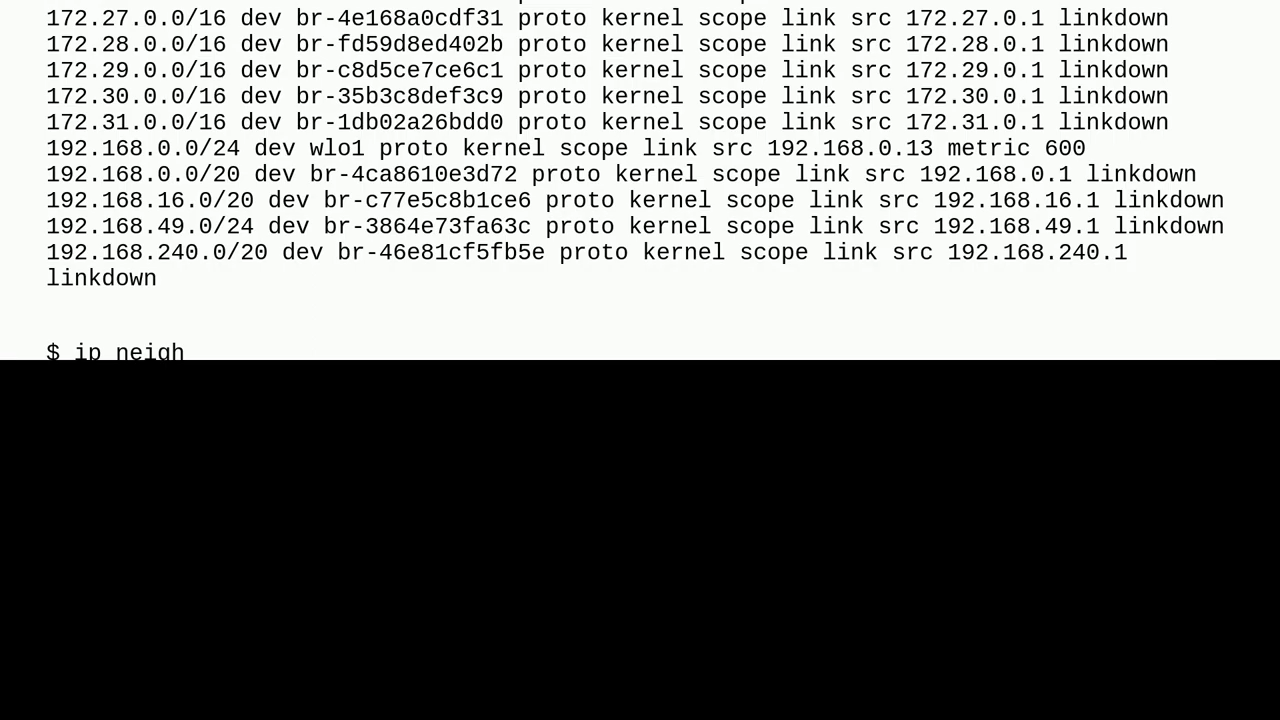 172.27.0.0/16 dev br-4e168a0cdf31 proto kernel scope link src 172.27.0.1 linkdown
172.28.0.0/16 dev br-fd59d8ed402b proto kernel scope link src 172.28.0.1 linkdown
172.29.0.0/16 dev br-c8d5ce7ce6c1 proto kernel scope link src 172.29.0.1 linkdown
172.30.0.0/16 dev br-35b3c8def3c9 proto kernel scope link src 172.30.0.1 linkdown
172.31.0.0/16 dev br-1db02a26bdd0 proto kernel scope link src 172.31.0.1 linkdown
192.168.0.0/24 dev wlo1 proto kernel scope link src 192.168.0.13 metric 600
192.168.0.0/20 dev br-4ca8610e3d72 proto kernel scope link src 192.168.0.1 linkdown
192.168.16.0/20 dev br-c77e5c8b1ce6 proto kernel scope link src 192.168.16.1 linkdown
192.168.49.0/24 dev br-3864e73fa63c proto kernel scope link src 192.168.49.1 linkdown
192.168.240.0/20 dev br-46e81cf5fb5e proto kernel scope link src 192.168.240.1
linkdown
$ ip neigh